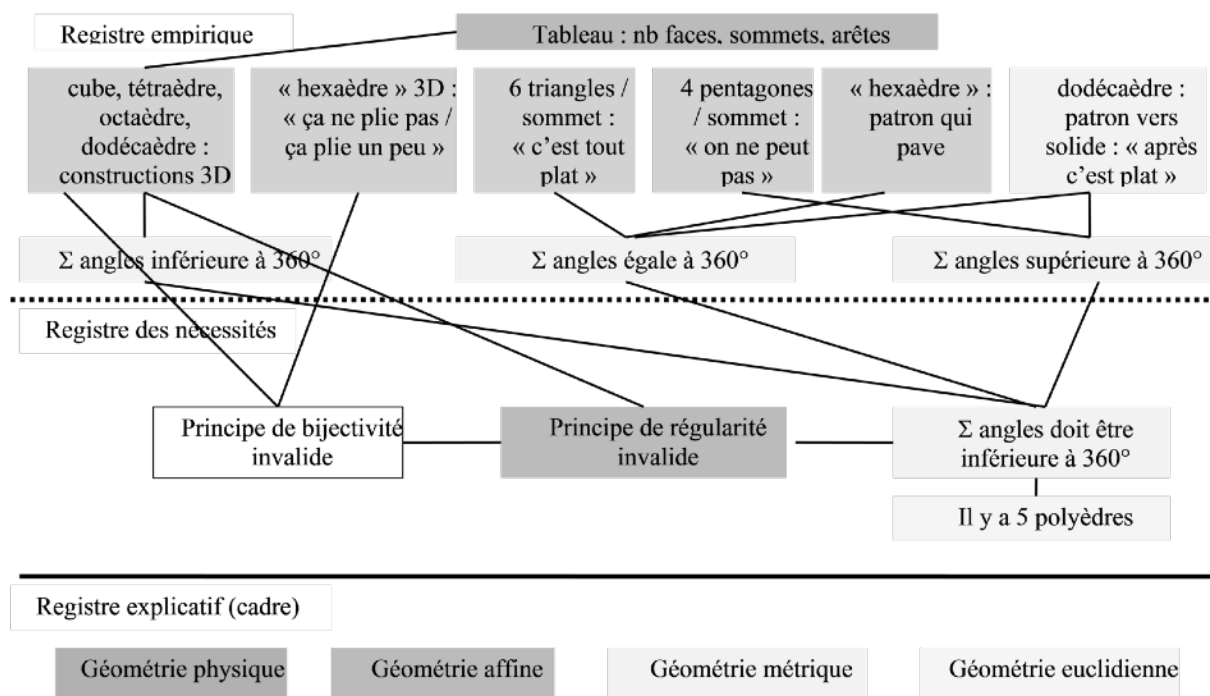 Registre empirique
Tableau : nb faces, sommets, arêtes
cube, tétraèdre,
octaèdre,
dodécaèdre :
constructions 3D
« hexaèdre » 3D :
« ça ne plie pas /
ça plie un peu »
6 triangles /
sommet :
« c'est tout
plat »
4 pentagones
/ sommet :
« on ne peut
pas »
« hexaèdre » :
patron qui
pave
dodécaèdre :
patron vers
solide : « après
c'est plat »
Σ angles inférieure à 360°
Σ angles égale à 360°
Σ angles supérieure à 360°
Registre des nécessités
Principe de bijectivité
invalide
Principe de régularité
invalide
Σ angles doit être
inférieure à 360°
Il y a 5 polyèdres
Registre explicatif (cadre)
Géométrie physique
Géométrie affine
Géométrie métrique
Géométrie euclidienne